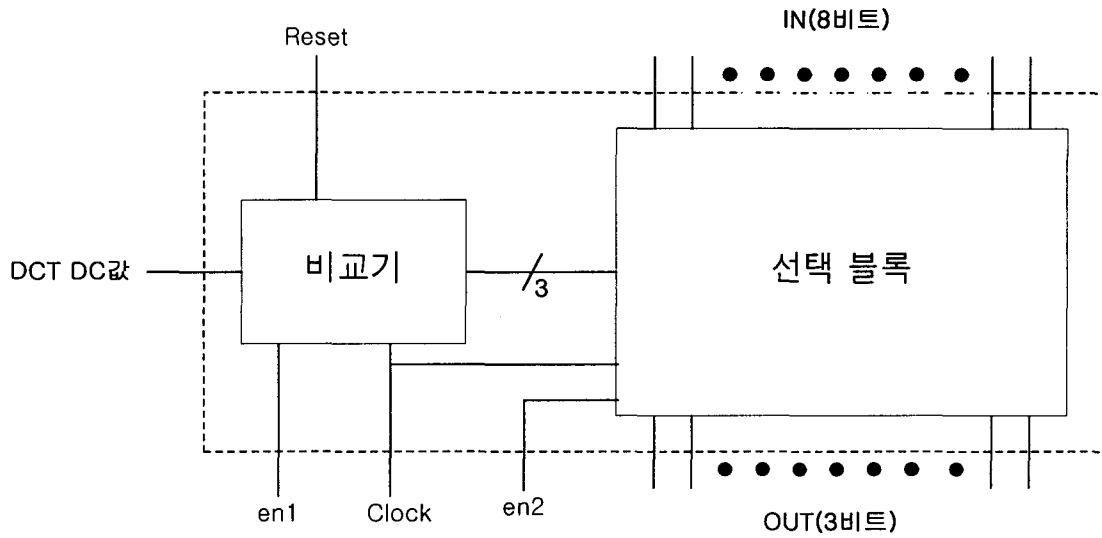 IN(8비트)
Reset
DCT DC값
비교기
3
선택 블록
en1
Clock
en2
OUT(3비트)